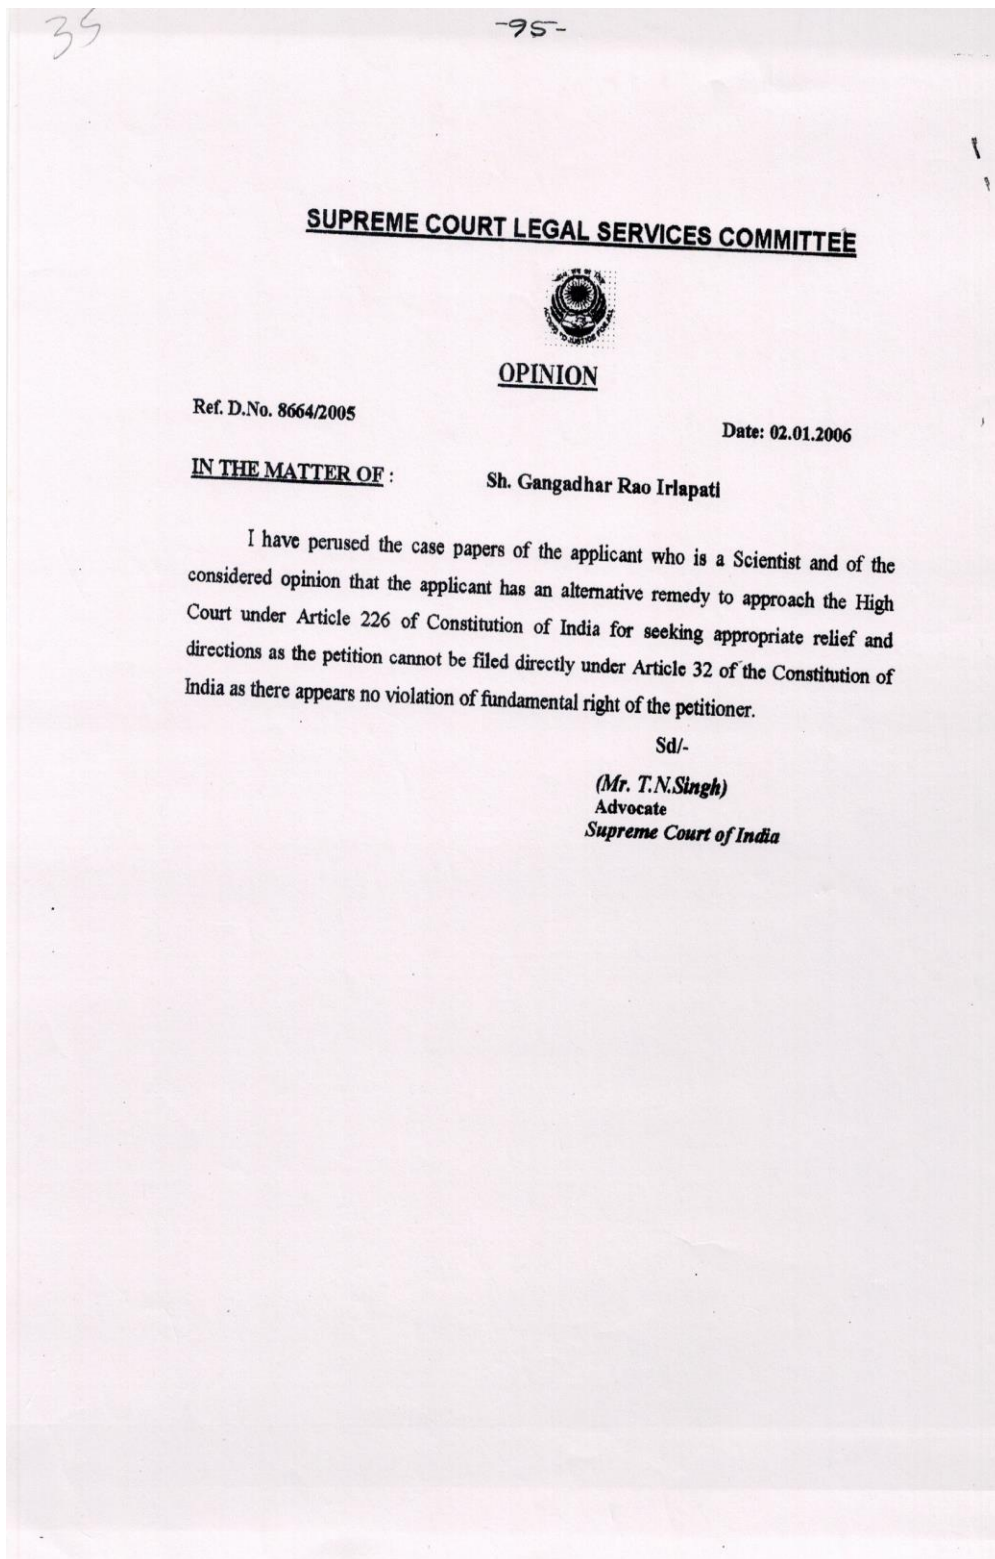 35
-95-
SUPREME COURT LEGAL SERVICES COMMITTEE
ACCESS TO JUSTICE FOR ALL
OPINION
Ref. D.No. 8664/2005
Date: 02.01.2006
IN THE MATTER OF : Sh. Gangadhar Rao Irlapati
I have perused the case papers of the applicant who is a Scientist and of the
considered opinion that the applicant has an alternative remedy to approach the High
Court under Article 226 of Constitution of India for seeking appropriate relief and
directions as the petition cannot be filed directly under Article 32 of the Constitution of
India as there appears no violation of fundamental right of the petitioner.
Sd/-
(Mr. T.N.Singh)
Advocate
Supreme Court of India